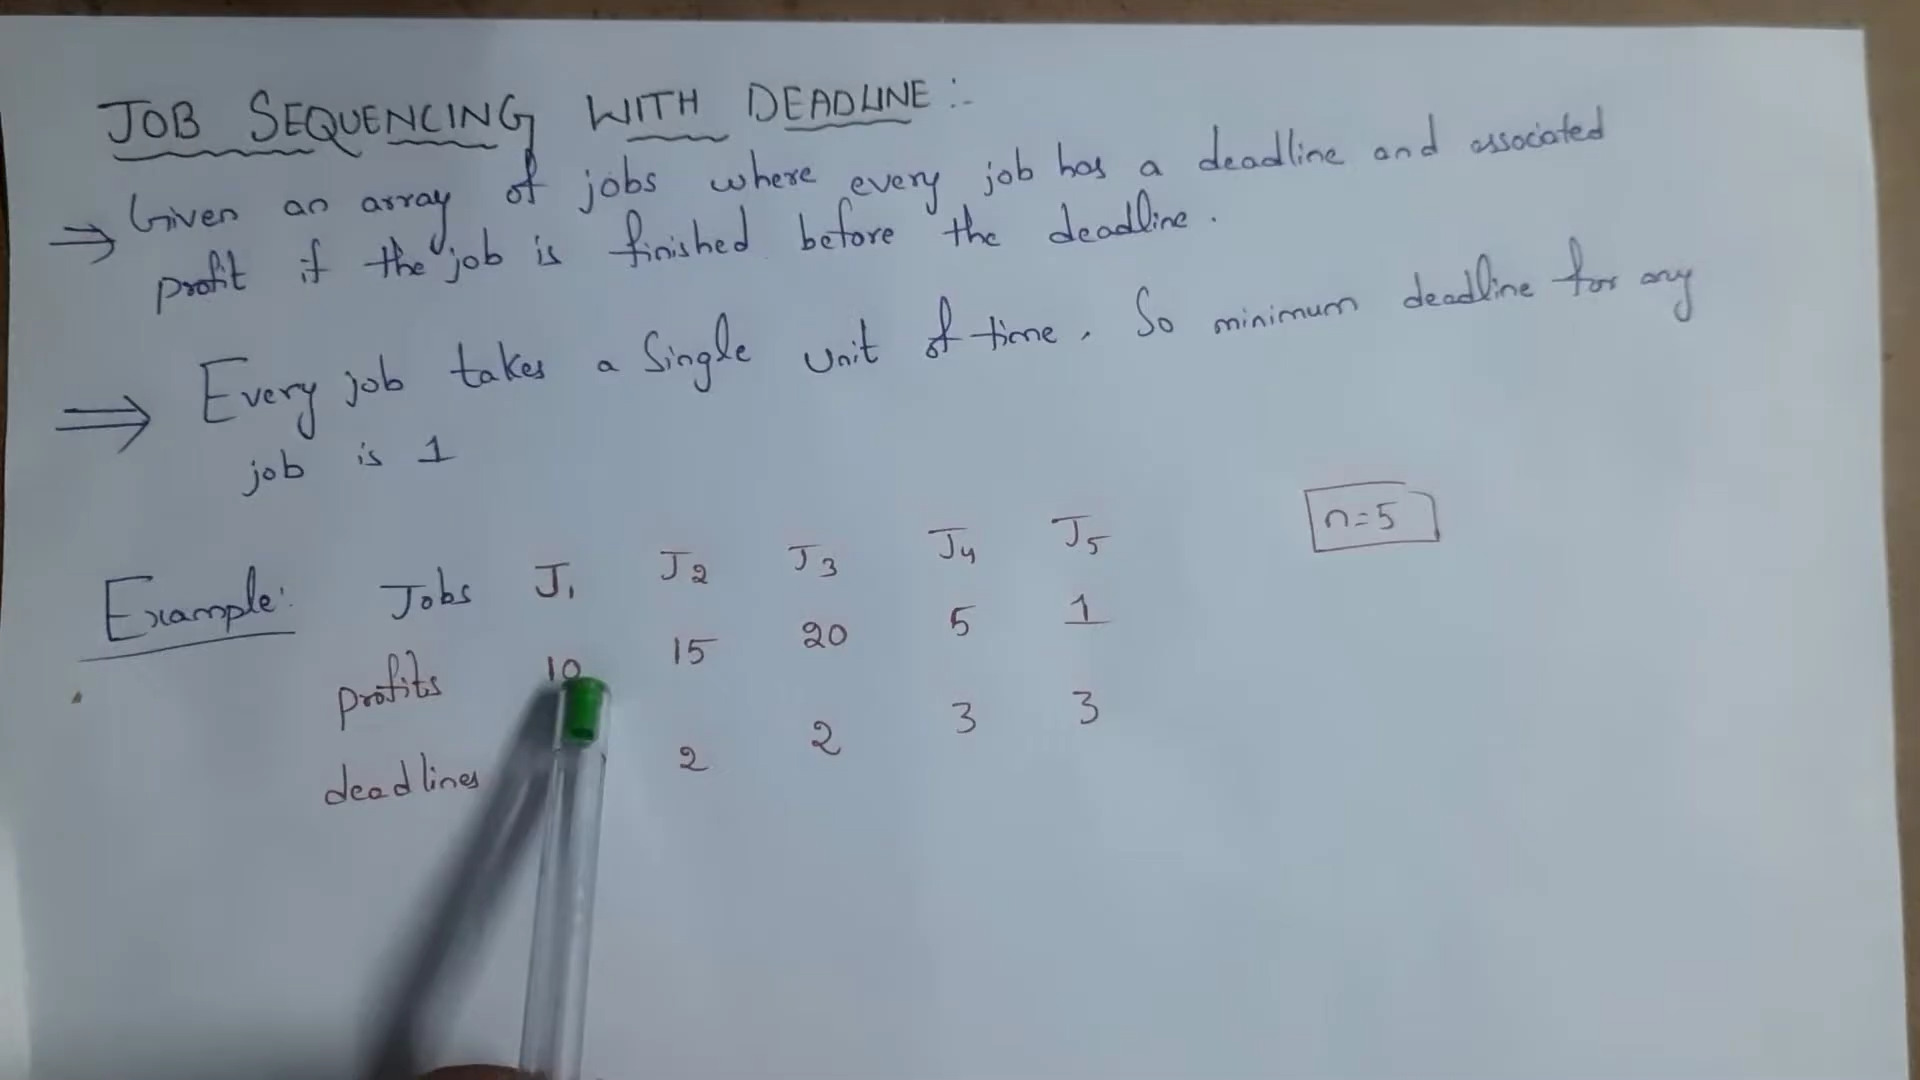 JOB SEQUENCING WITH DEADLINE :-
⇒ Given an array of jobs where every job has a deadline and associated
profit if the job is finished before the deadline.
⇒ Every job takes a Single unit of time. So minimum deadline for any
job is 1
n=5
Example: Jobs J1 J2 J3 J4 J5
profits 10 15 20 5 1
deadlines 2 2 3 3